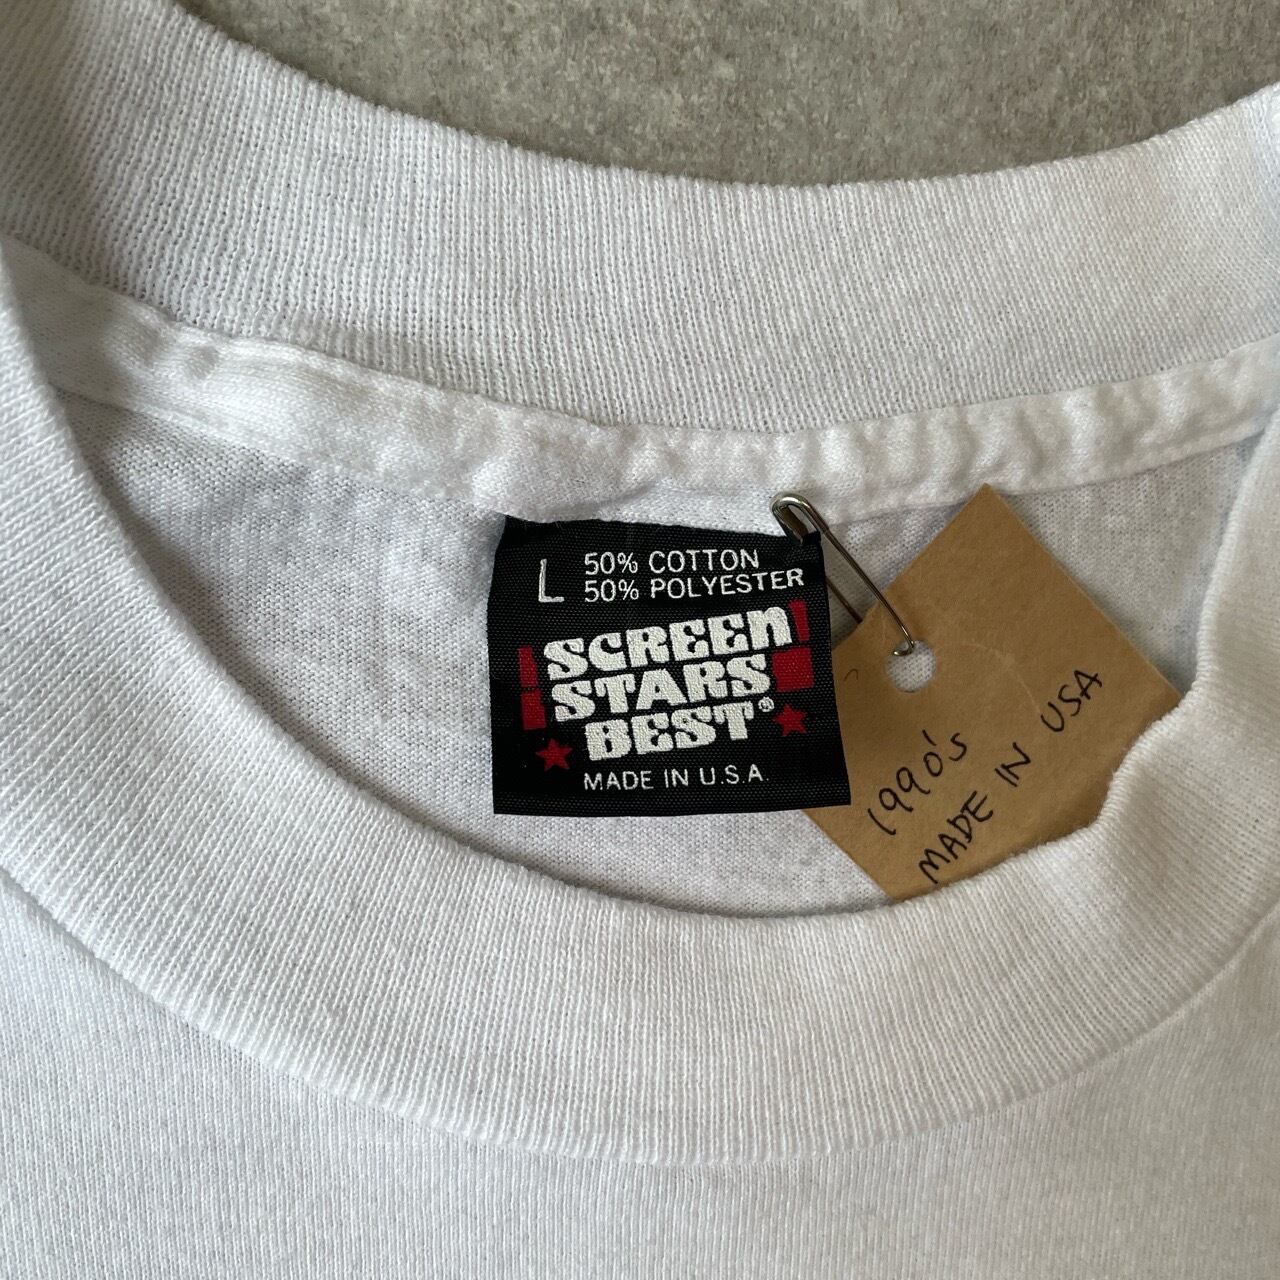 L
50% COTTON
50% POLYESTER
SCREEN
STARS
BEST®
MADE IN U.S.A.
1990's
MADE IN USA